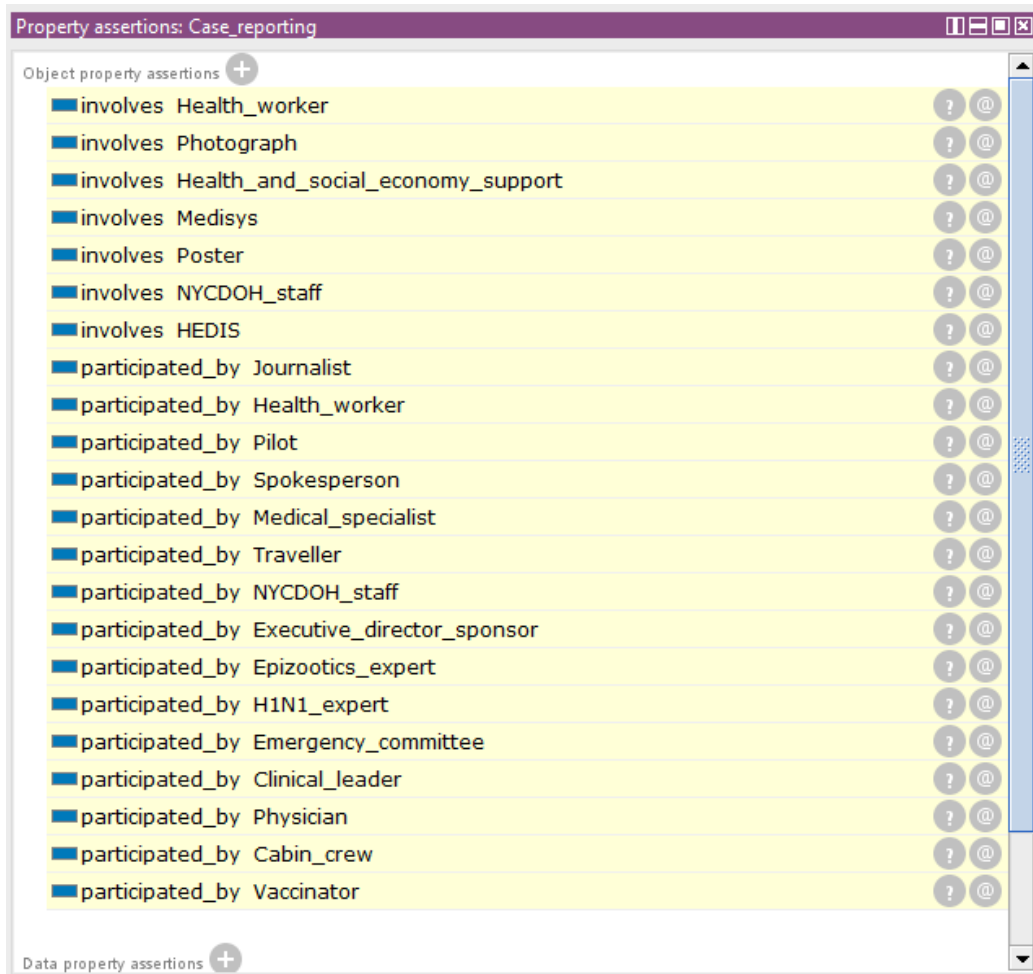 Property assertions: Case_reporting
Object property assertions
involves Health_worker
involves Photograph
involves Health_and_social_economy_support
involves Medisys
involves Poster
involves NYCDOH_staff
involves HEDIS
participated_by Journalist
participated_by Health_worker
participated_by Pilot
participated_by Spokesperson
participated_by Medical_specialist
participated_by Traveller
participated_by NYCDOH_staff
participated_by Executive_director_sponsor
participated_by Epizootics_expert
participated_by H1N1_expert
participated_by Emergency_committee
participated_by Clinical_leader
participated_by Physician
participated_by Cabin_crew
participated_by Vaccinator
Data property assertions